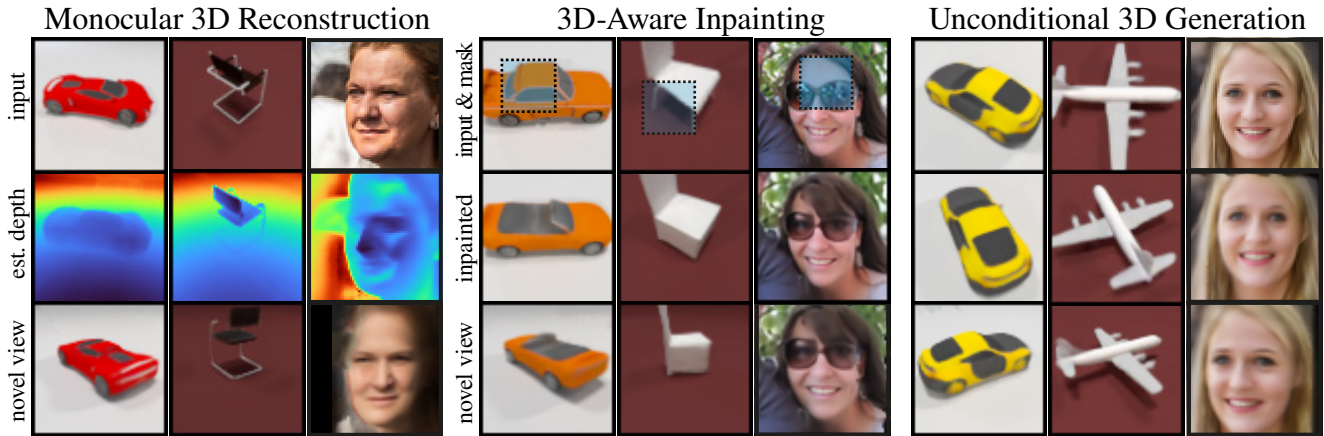 Monocular 3D Reconstruction
3D-Aware Inpainting
Unconditional 3D Generation
input
est. depth
novel view
input & mask
inpainted
novel view